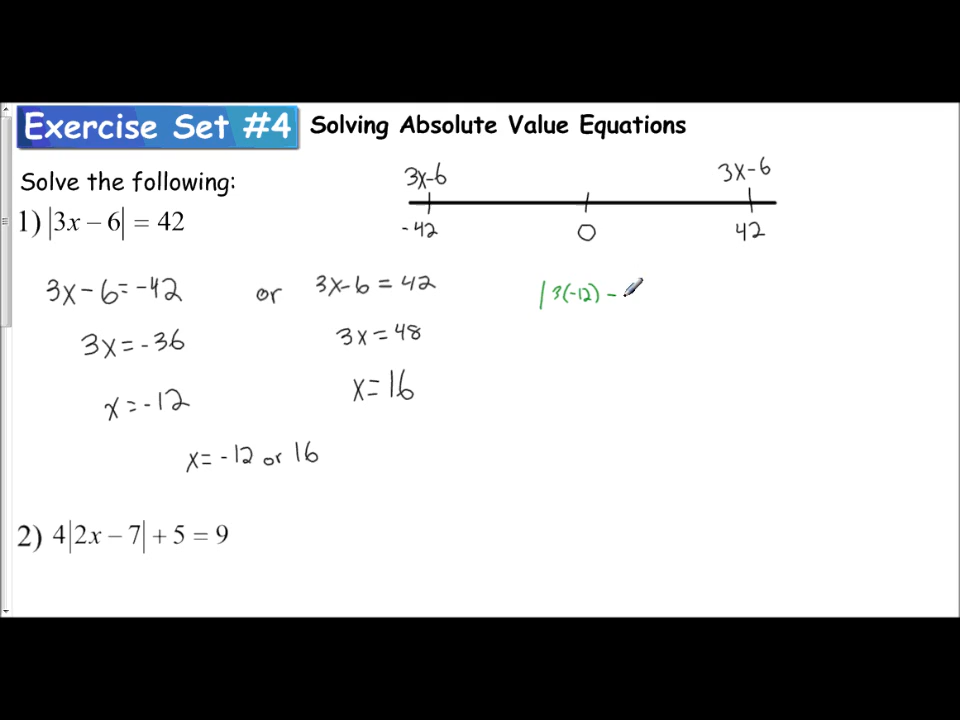 Exercise Set #4 Solving Absolute Value Equations
Solve the following:
3x-6 3x-6
1) |3x − 6| = 42
-42 0 42
3x-6=-42 or 3x-6=42
|3(-12) -
3x=-36 3x=48
x=-12 x=16
x=-12 or 16
2) 4|2x − 7| + 5 = 9